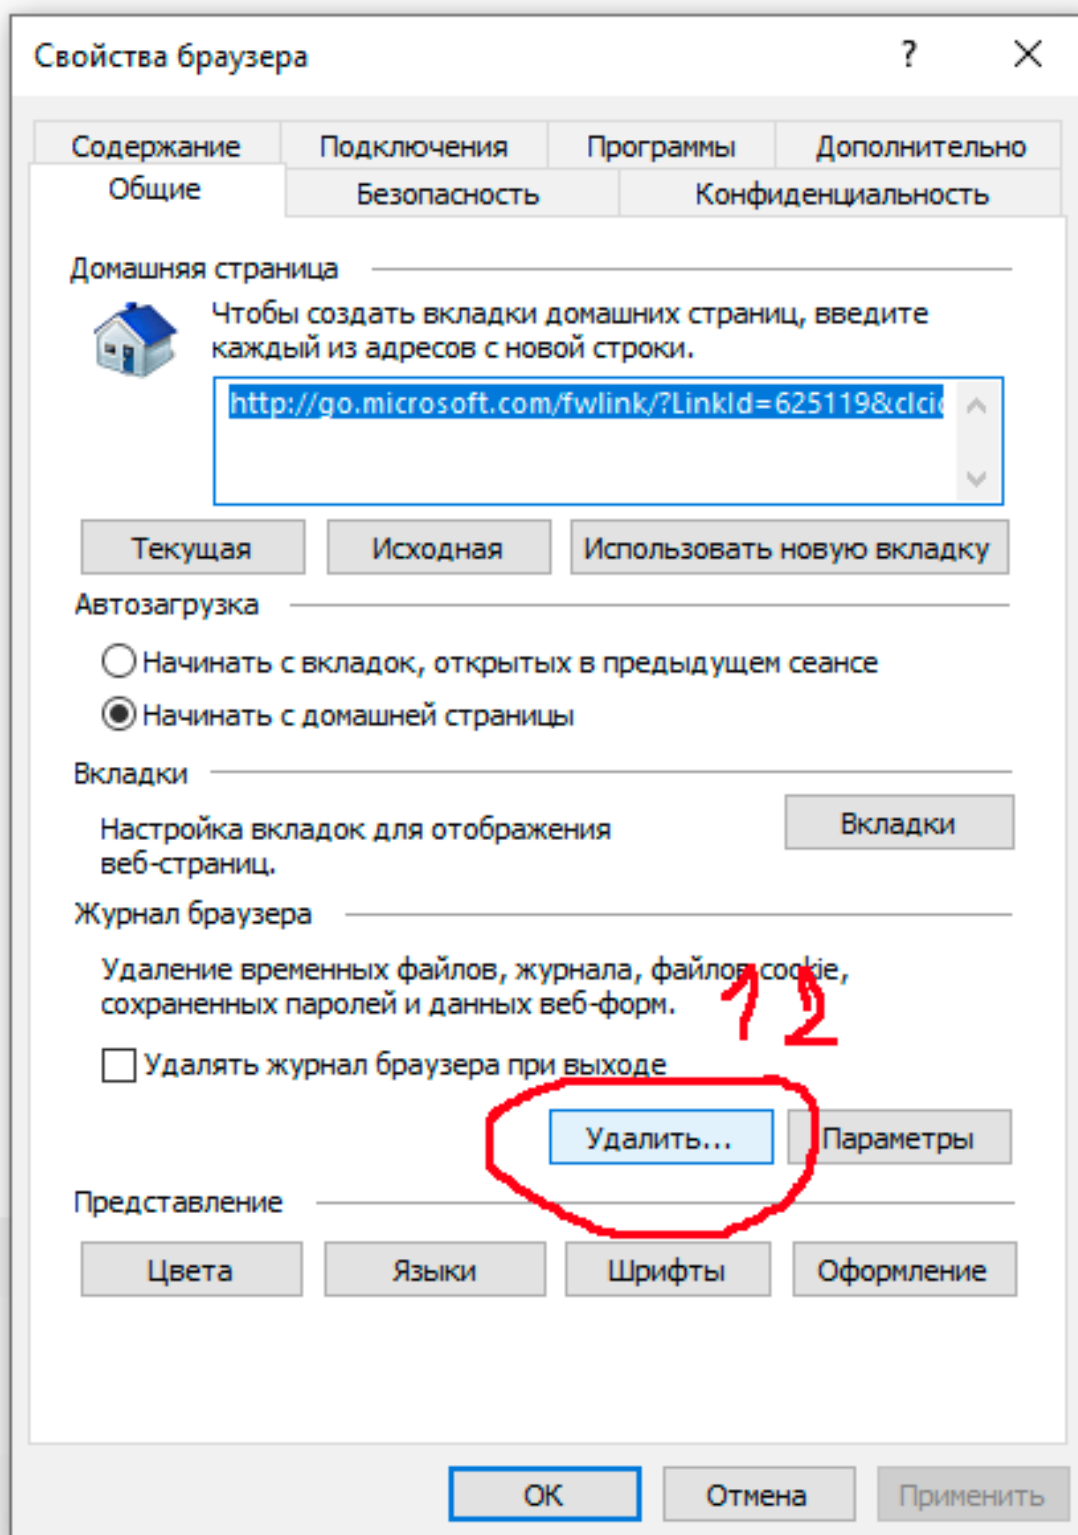 Свойства браузера ? ×
Содержание Подключения Программы Дополнительно
Общие Безопасность Конфиденциальность
Домашняя страница
Чтобы создать вкладки домашних страниц, введите
каждый из адресов с новой строки.
http://go.microsoft.com/fwlink/?LinkId=625119&clcid
Текущая Исходная Использовать новую вкладку
Автозагрузка
Начинать с вкладок, открытых в предыдущем сеансе
Начинать с домашней страницы
Вкладки
Настройка вкладок для отображения
веб-страниц.
Вкладки
Журнал браузера
Удаление временных файлов, журнала, файлов cookie,
сохраненных паролей и данных веб-форм.
12
Удалять журнал браузера при выходе
Удалить... Параметры
Представление
Цвета Языки Шрифты Оформление
ОК Отмена Применить